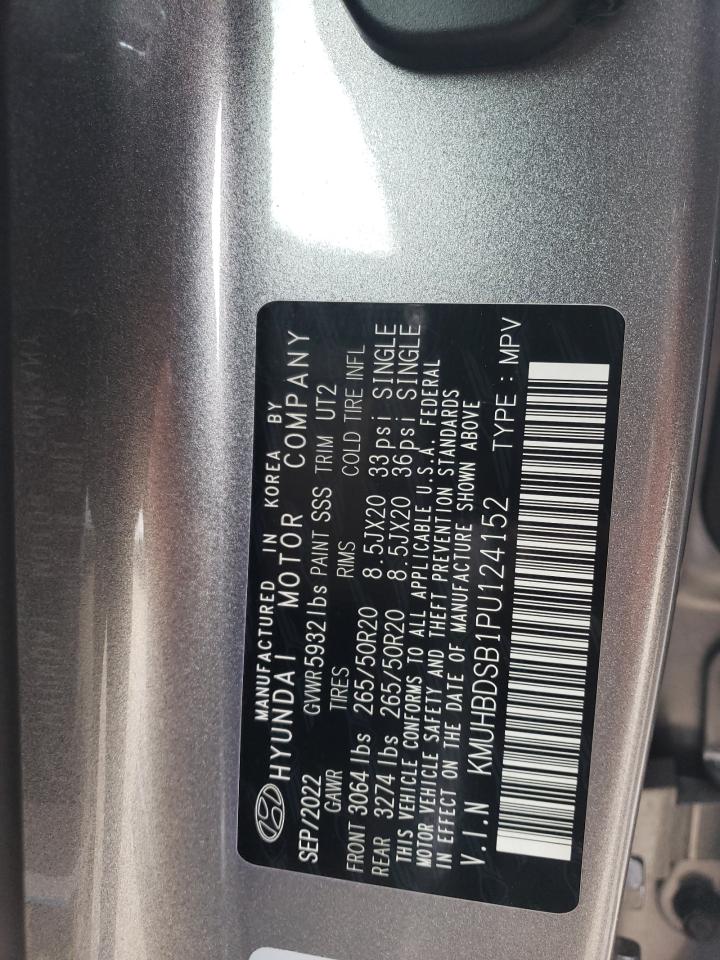 MANUFACTURED IN KOREA BY
HYUNDAI MOTOR COMPANY
SEP/2022 GVWR 5932 lbs PAINT SSS TRIM UT2
GAWR TIRES RIMS COLD TIRE INFL
FRONT 3064 lbs 265/50R20 8.5JX20 33psi SINGLE
REAR 3274 lbs 265/50R20 8.5JX20 36psi SINGLE
THIS VEHICLE CONFORMS TO ALL APPLICABLE U.S.A. FEDERAL
MOTOR VEHICLE SAFETY AND THEFT PREVENTION STANDARDS
IN EFFECT ON THE DATE OF MANUFACTURE SHOWN ABOVE
V.I.N KMUHBDSB1PU124152 TYPE : MPV